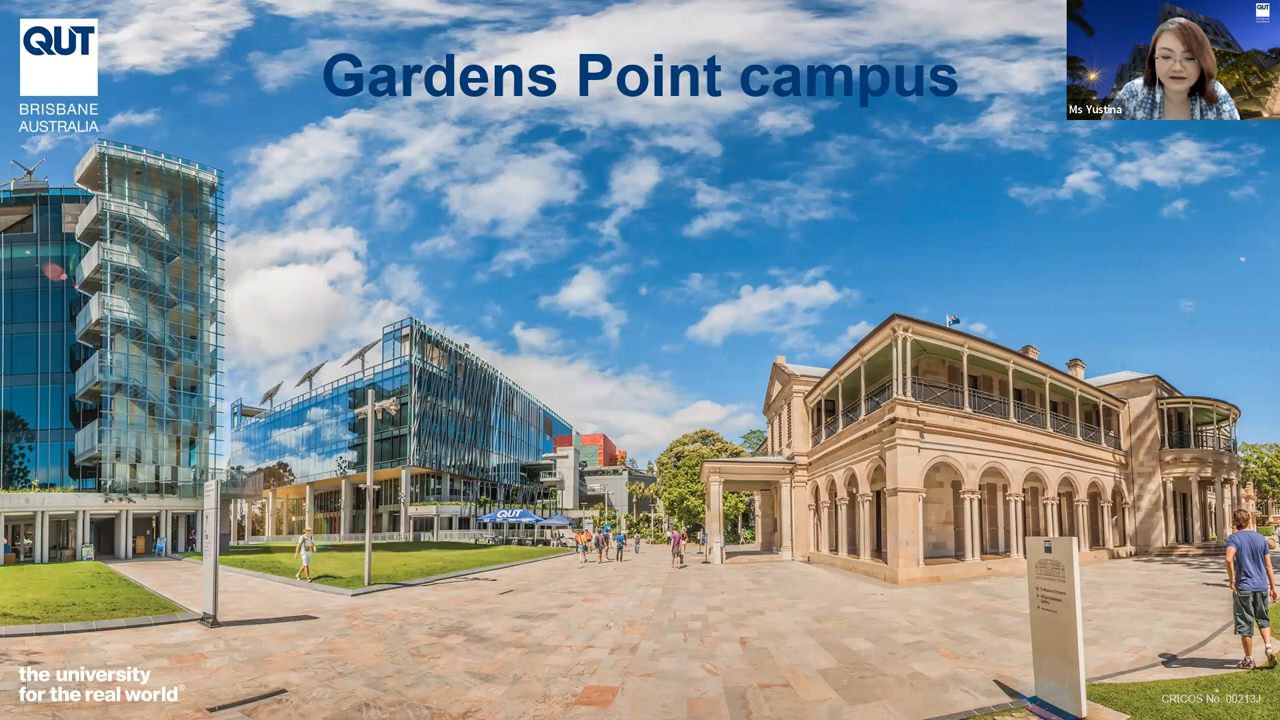 QUT
BRISBANE
AUSTRALIA
Gardens Point campus
Ms Yustina
QUT
the university
for the real world
CRICOS No. 00213J